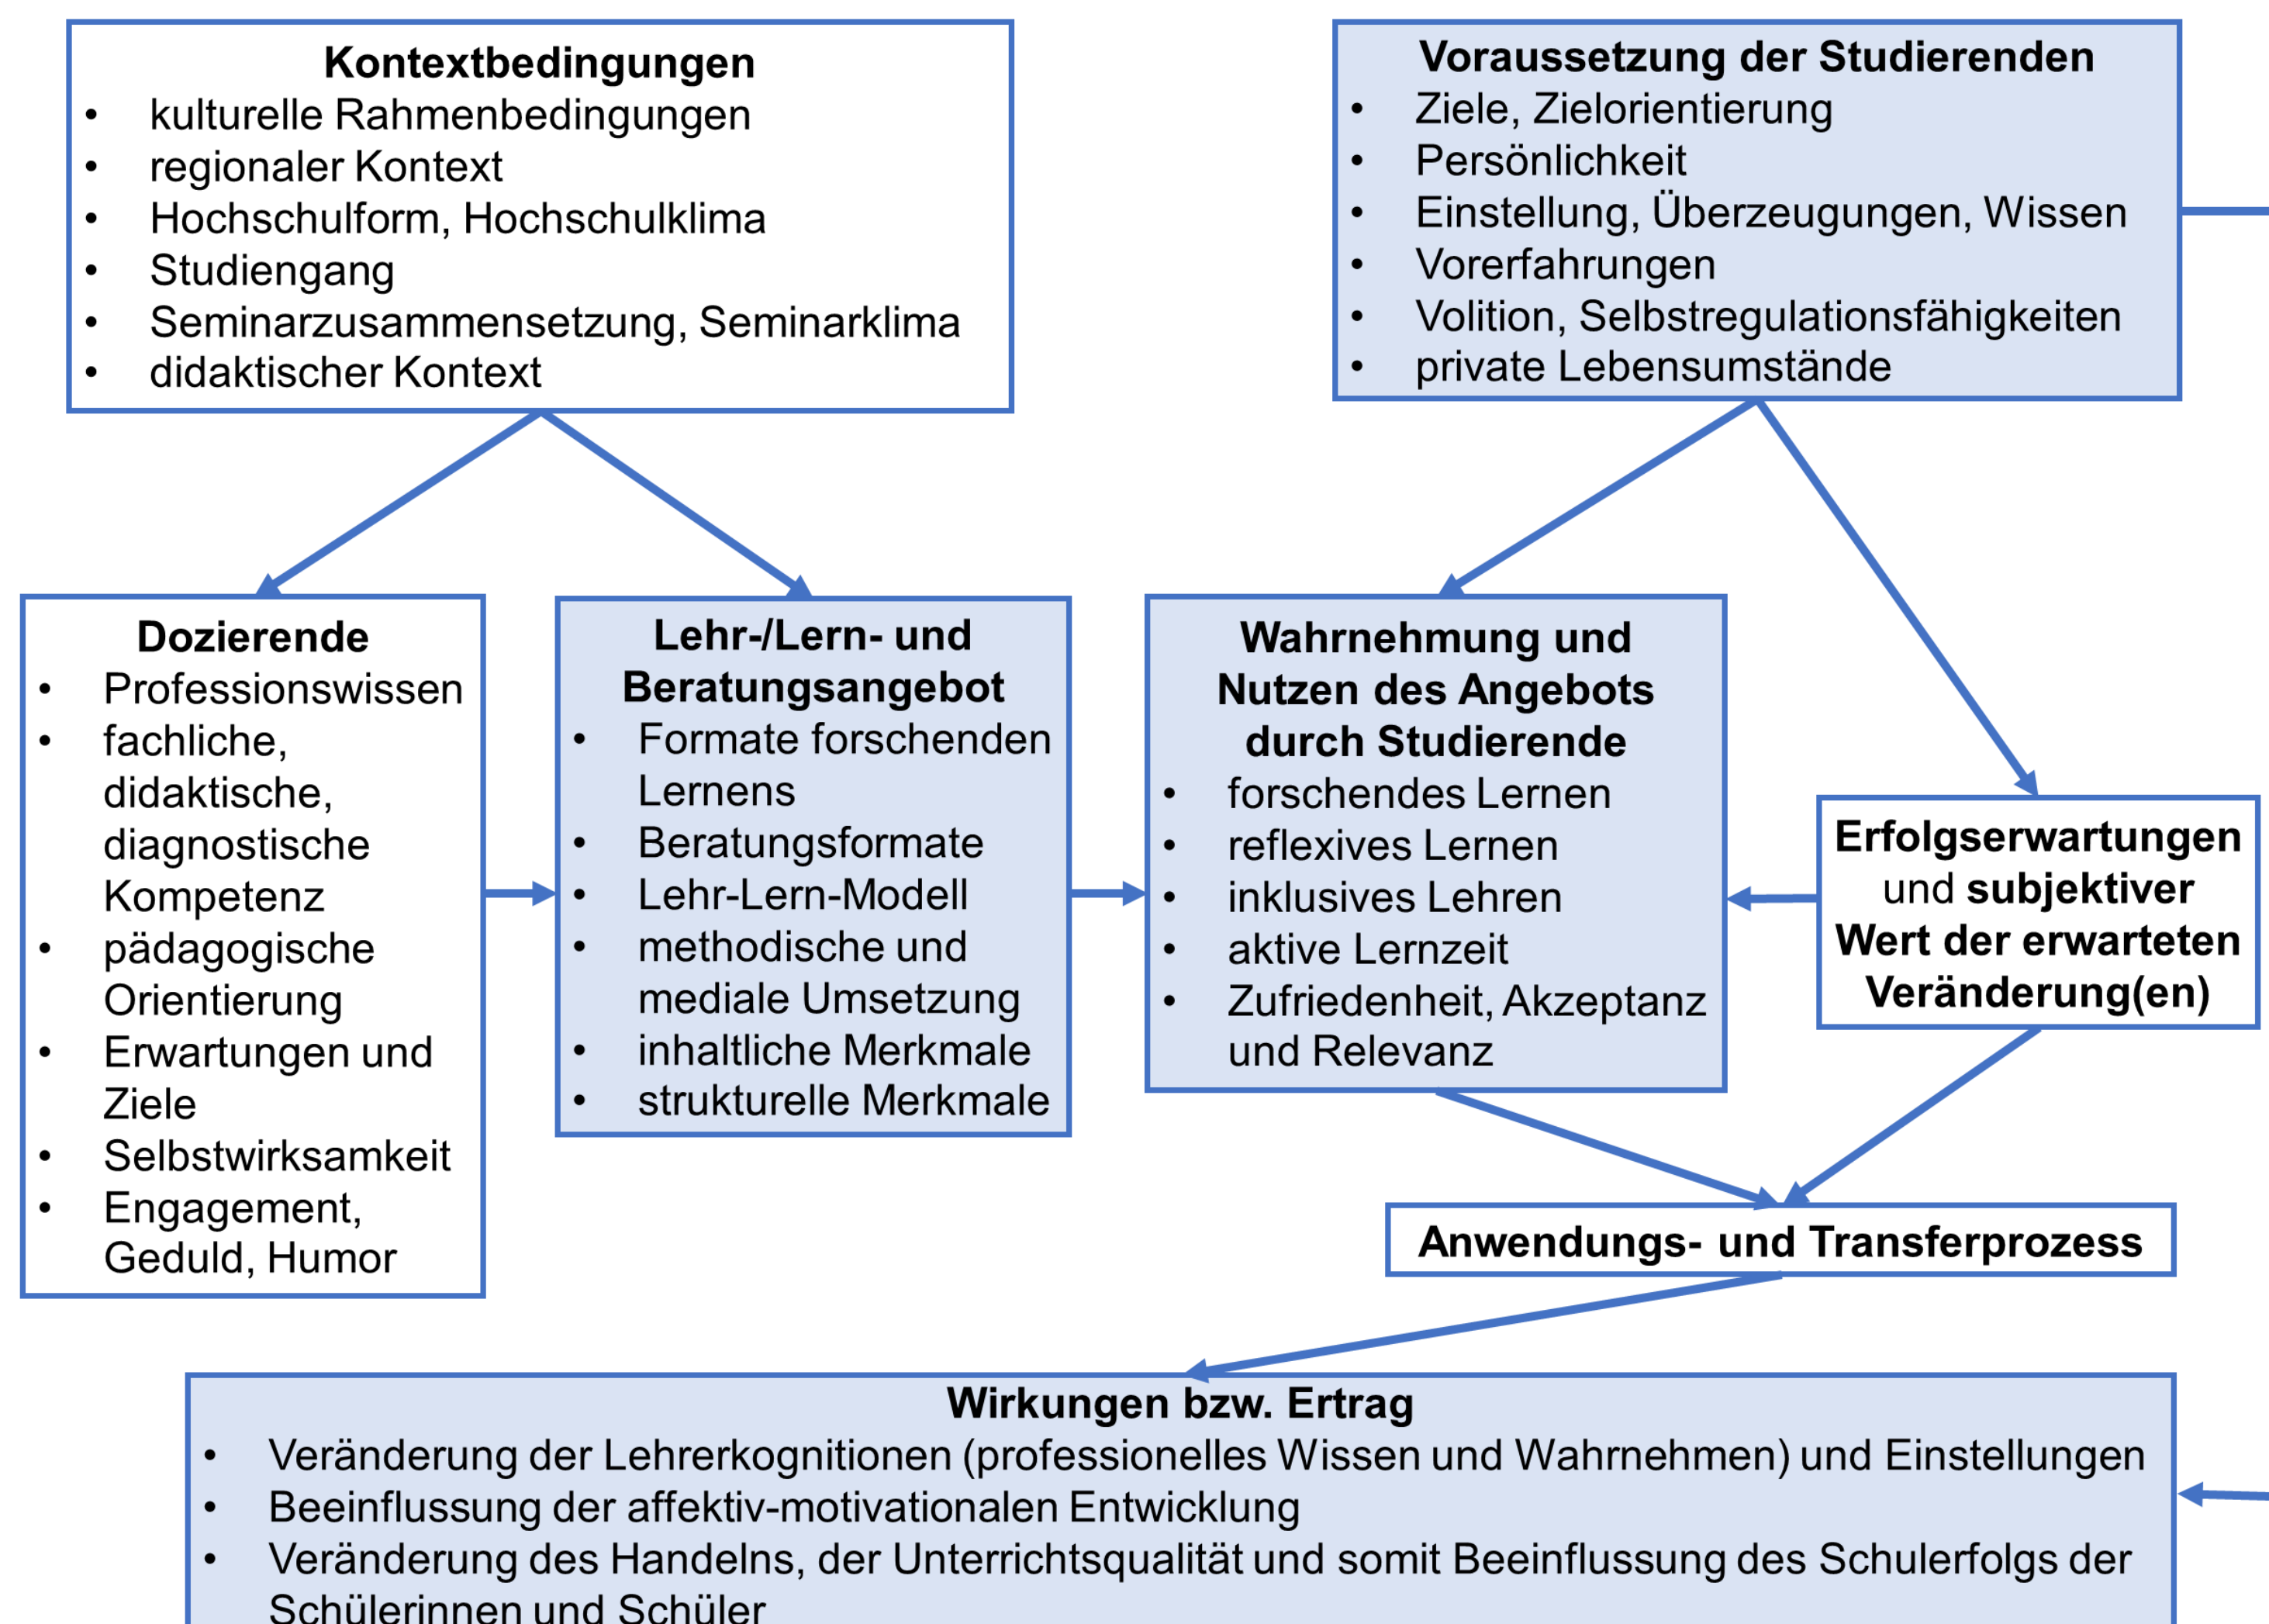 Kontextbedingungen
• kulturelle Rahmenbedingungen
• regionaler Kontext
• Hochschulform, Hochschulklima
• Studiengang
• Seminarzusammensetzung, Seminarklima
• didaktischer Kontext
Voraussetzung der Studierenden
• Ziele, Zielorientierung
• Persönlichkeit
• Einstellung, Überzeugungen, Wissen
• Vorerfahrungen
• Volition, Selbstregulationsfähigkeiten
• private Lebensumstände
Dozierende
• Professionswissen
• fachliche,
didaktische,
diagnostische
Kompetenz
• pädagogische
Orientierung
• Erwartungen und
Ziele
• Selbstwirksamkeit
• Engagement,
Geduld, Humor
Lehr-/Lern- und
Beratungsangebot
• Formate forschenden
Lernens
• Beratungsformate
• Lehr-Lern-Modell
• methodische und
mediale Umsetzung
• inhaltliche Merkmale
• strukturelle Merkmale
Wahrnehmung und
Nutzen des Angebots
durch Studierende
• forschendes Lernen
• reflexives Lernen
• inklusives Lehren
• aktive Lernzeit
• Zufriedenheit, Akzeptanz
und Relevanz
Erfolgserwartungen
und subjektiver
Wert der erwarteten
Veränderung(en)
Anwendungs- und Transferprozess
Wirkungen bzw. Ertrag
• Veränderung der Lehrerkognitionen (professionelles Wissen und Wahrnehmen) und Einstellungen
• Beeinflussung der affektiv-motivationalen Entwicklung
• Veränderung des Handelns, der Unterrichtsqualität und somit Beeinflussung des Schulerfolgs der
Schülerinnen und Schüler